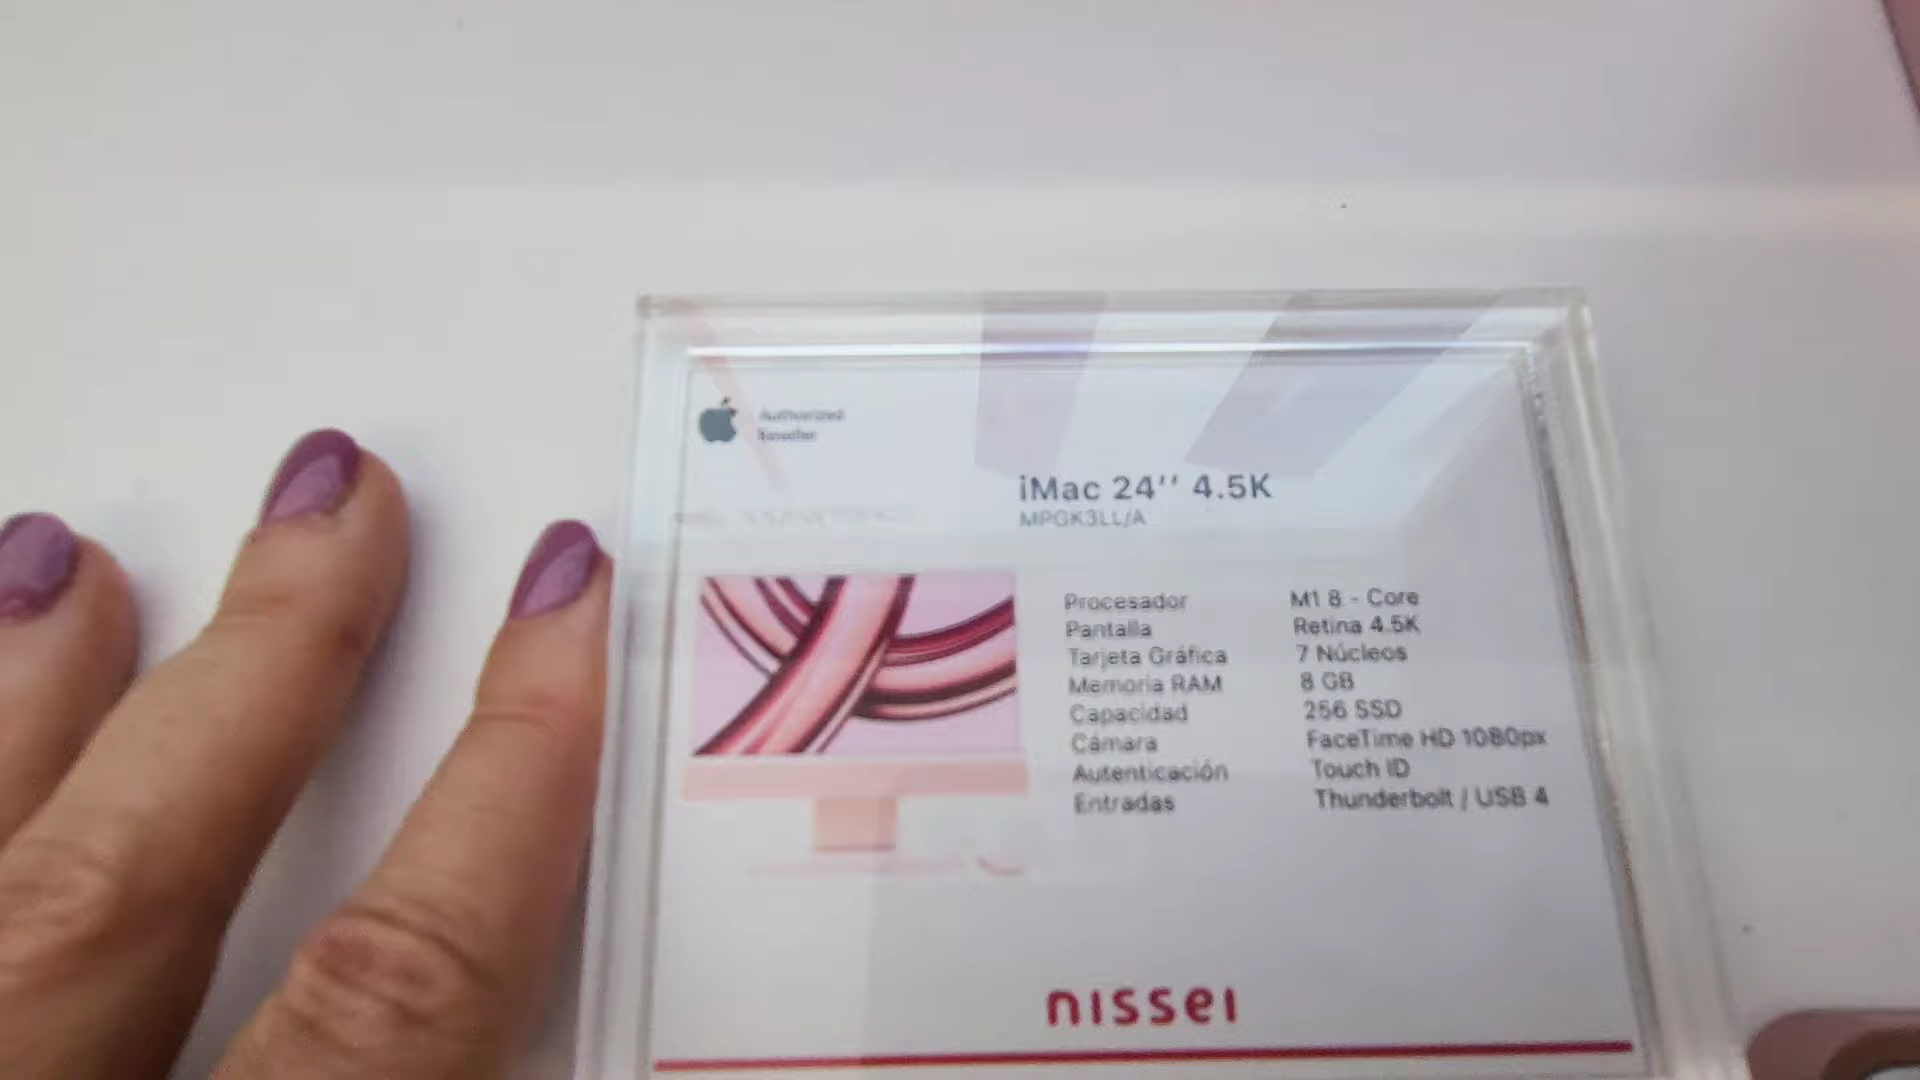 Authorized
Reseller
iMac 24’’ 4.5K
MPGK3LL/A
Procesador M1 8 - Core
Pantalla Retina 4.5K
Tarjeta Gráfica 7 Núcleos
Memoria RAM 8 GB
Capacidad 256 SSD
Cámara FaceTime HD 1080px
Autenticación Touch ID
Entradas Thunderbolt / USB 4
nissei